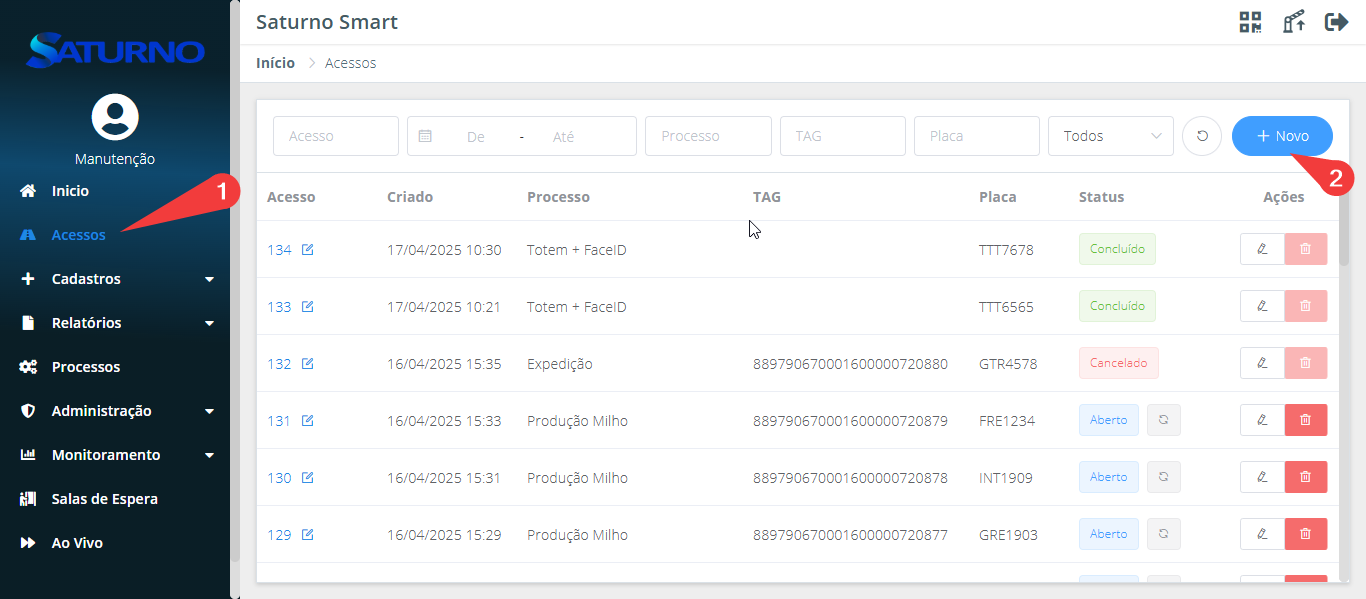 SATURNO
Manutenção
Inicio
Acessos
Cadastros
Relatórios
Processos
Administração
Monitoramento
Salas de Espera
Ao Vivo
1
Saturno Smart
Início > Acessos
Acesso De - Até Processo TAG Placa Todos + Novo
2
Acesso Criado Processo TAG Placa Status Ações
134 17/04/2025 10:30 Totem + FaceID TTT7678 Concluído
133 17/04/2025 10:21 Totem + FaceID TTT6565 Concluído
132 16/04/2025 15:35 Expedição 889790670001600000720880 GTR4578 Cancelado
131 16/04/2025 15:33 Produção Milho 889790670001600000720879 FRE1234 Aberto
130 16/04/2025 15:31 Produção Milho 889790670001600000720878 INT1909 Aberto
129 16/04/2025 15:29 Produção Milho 889790670001600000720877 GRE1903 Aberto